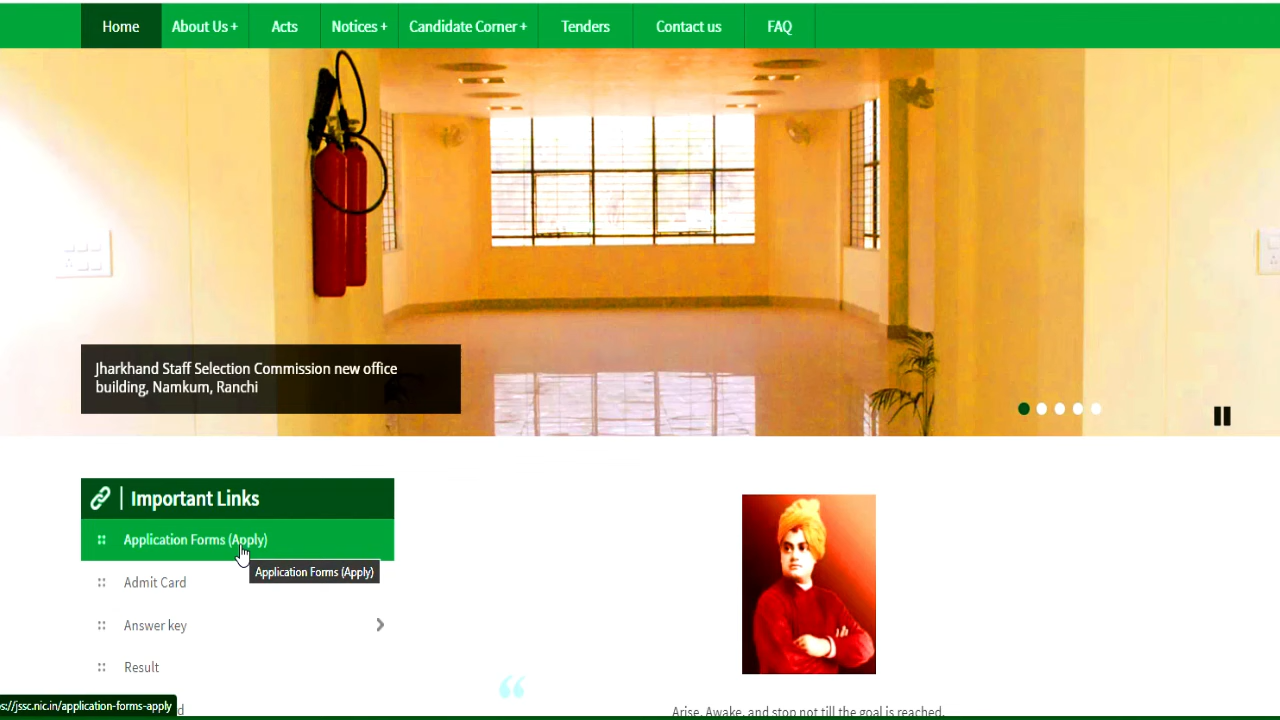 Home About Us + Acts Notices + Candidate Corner + Tenders Contact us FAQ
Jharkhand Staff Selection Commission new office
building, Namkum, Ranchi
Important Links
Application Forms (Apply)
Application Forms (Apply)
Admit Card
Answer key
Result
s://jssc.nic.in/application-forms-apply
“
Arise, Awake, and stop not till the goal is reached.